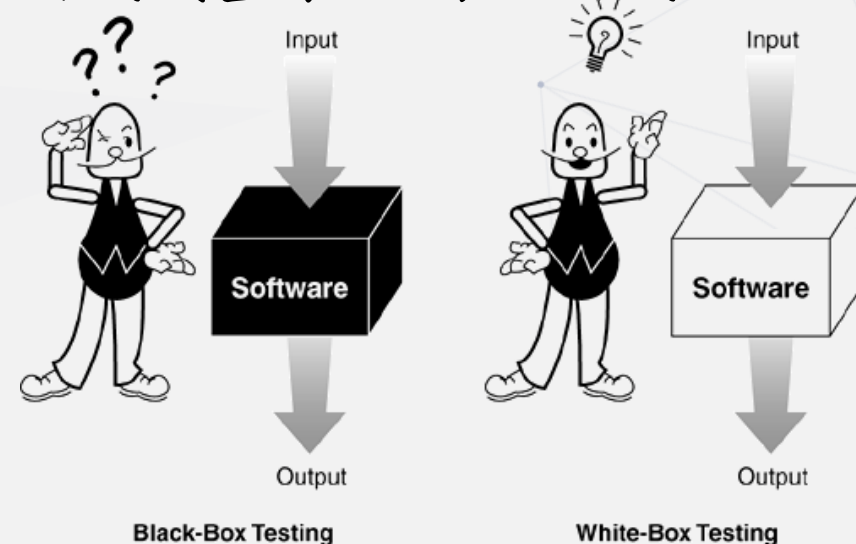 ? ? ?
Input
Software
Output
Black-Box Testing
Input
Software
Output
White-Box Testing